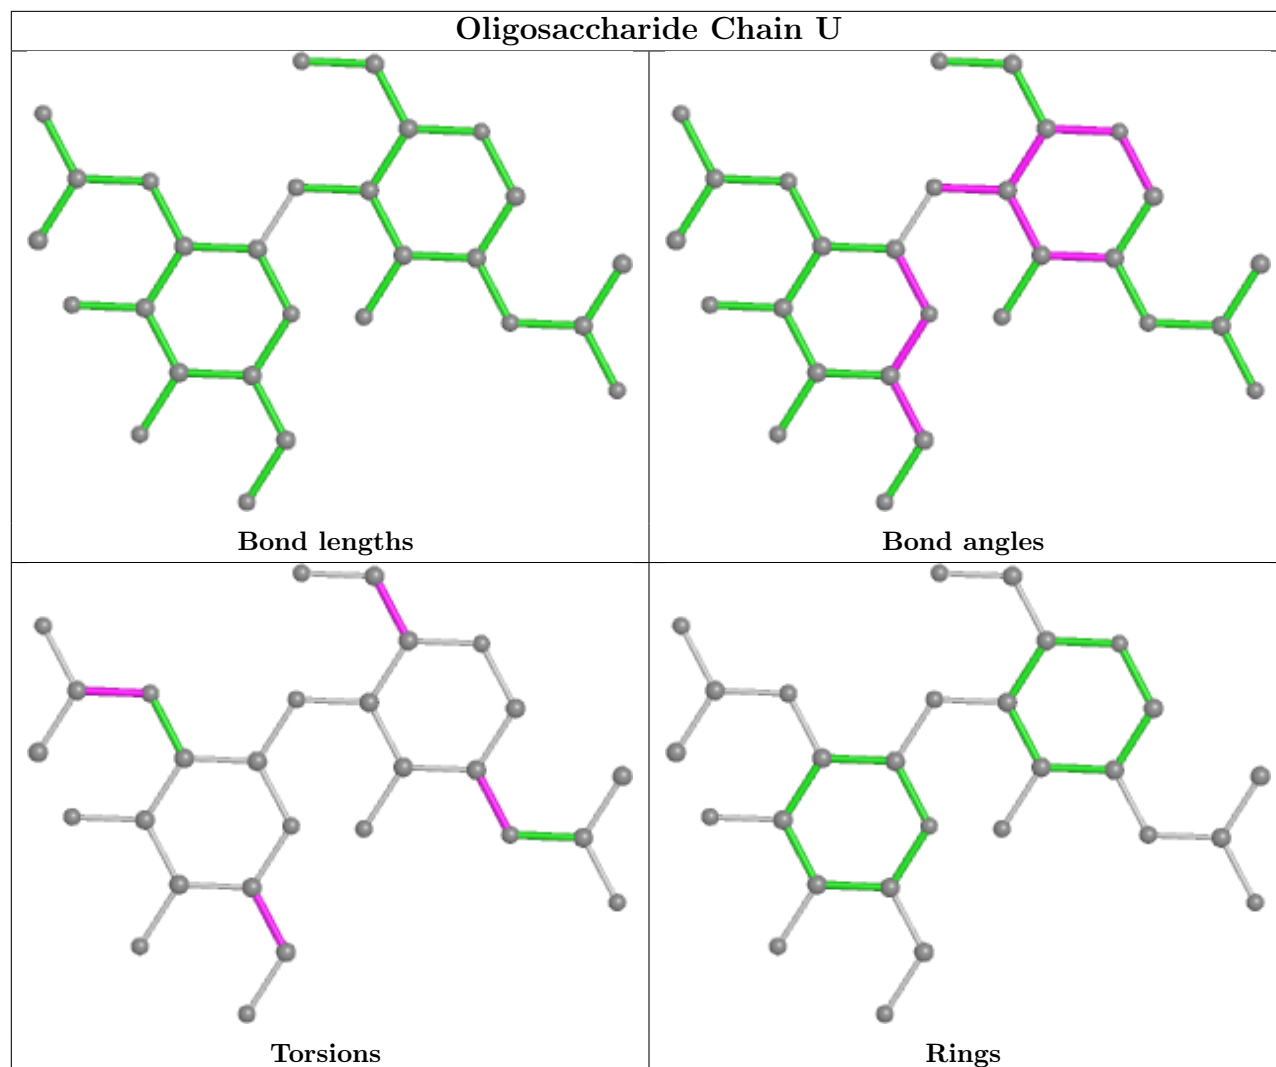 Oligosaccharide Chain U
Bond lengths
Bond angles
Torsions
Rings